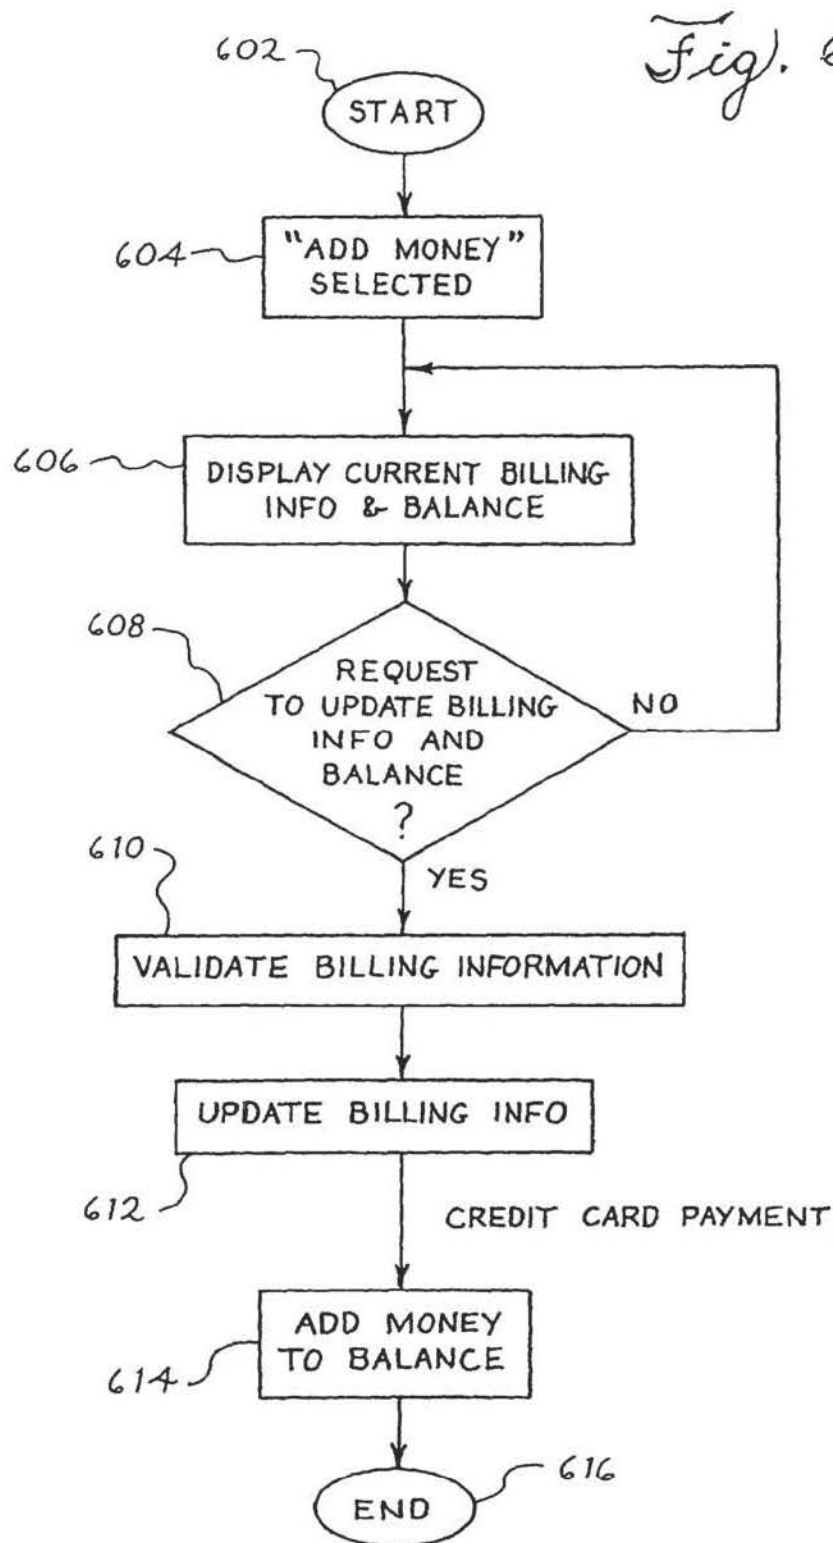 602
Fig. 6
START
604
"ADD MONEY"
SELECTED
606
DISPLAY CURRENT BILLING
INFO & BALANCE
608
REQUEST
TO UPDATE BILLING
INFO AND
BALANCE
?
NO
610
YES
VALIDATE BILLING INFORMATION
UPDATE BILLING INFO
612
CREDIT CARD PAYMENT
ADD MONEY
TO BALANCE
614
616
END